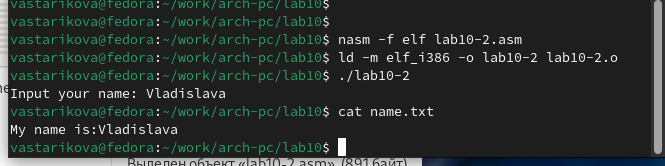 vastarikova@fedora:~/work/arch-pc/lab10$
vastarikova@fedora:~/work/arch-pc/lab10$
vastarikova@fedora:~/work/arch-pc/lab10$ nasm -f elf lab10-2.asm
vastarikova@fedora:~/work/arch-pc/lab10$ ld -m elf_i386 -o lab10-2 lab10-2.o
vastarikova@fedora:~/work/arch-pc/lab10$ ./lab10-2
Input your name: Vladislava
vastarikova@fedora:~/work/arch-pc/lab10$ cat name.txt
My name is:Vladislava
vastarikova@fedora:~/work/arch-pc/lab10$
Выделен объект «lab10-2.asm» (891 байт)